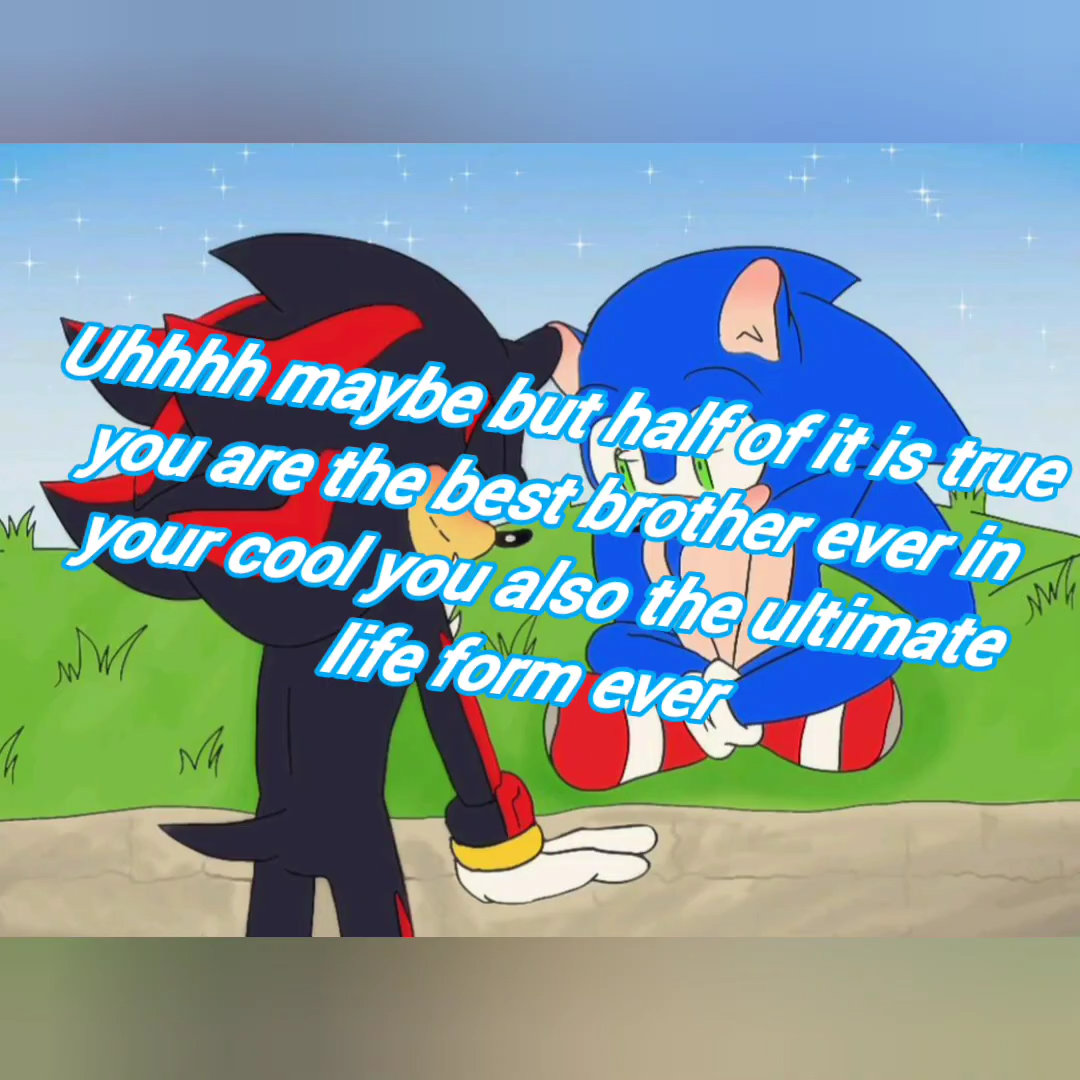 Uhhhh maybe but half of it is true
you are the best brother ever in
your cool you also the ultimate
life form ever